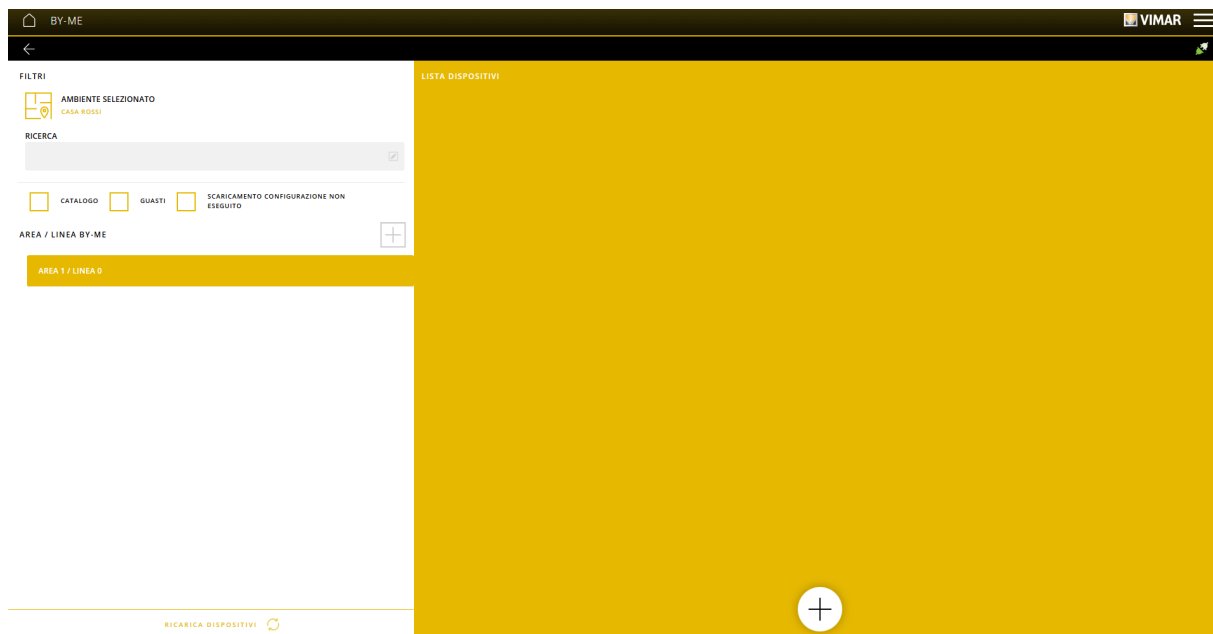 BY-ME
VIMAR
FILTRI
LISTA DISPOSITIVI
AMBIENTE SELEZIONATO
CASA ROSSI
RICERCA
CATALOGO
GUASTI
SCARICAMENTO CONFIGURAZIONE NON
ESEGUITO
AREA / LINEA BY-ME
AREA 1 / LINEA 0
RICARICA DISPOSITIVI